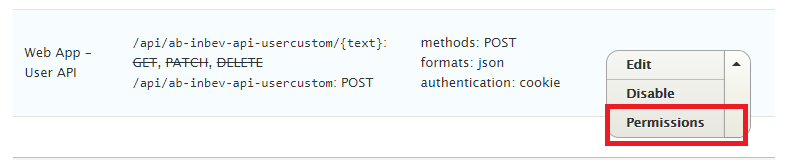 Web App –
User API
/api/ab-inbev-api-usercustom/{text}:
GET, PATCH, DELETE
/api/ab-inbev-api-usercustom: POST
methods: POST
formats: json
authentication: cookie
Edit
Disable
Permissions